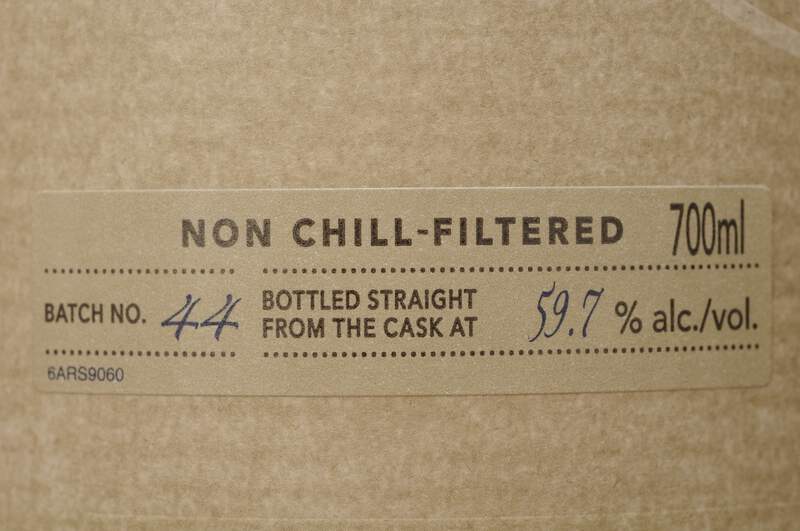 NON CHILL-FILTERED 700ml
BATCH NO. 44
BOTTLED STRAIGHT
FROM THE CASK AT 59.7 % alc./vol.
6ARS9060